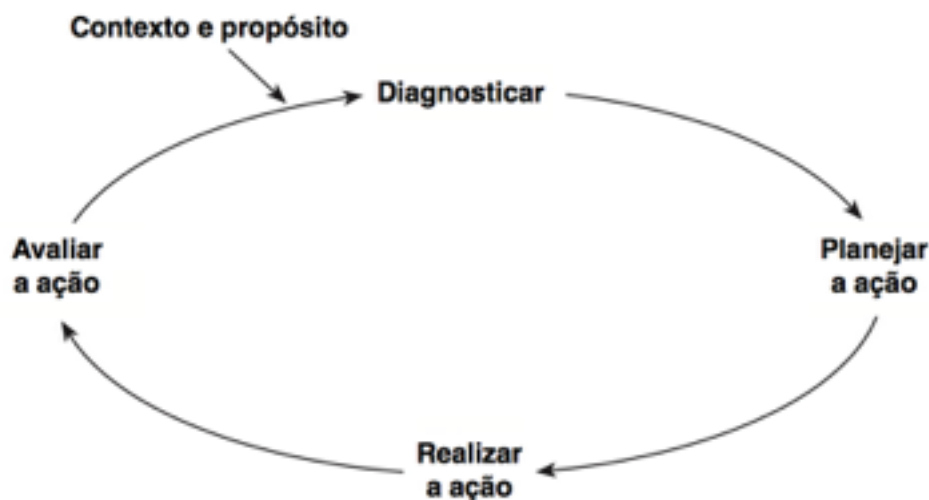 Contexto e propósito
Diagnosticar
Avaliar
a ação
Planejar
a ação
Realizar
a ação